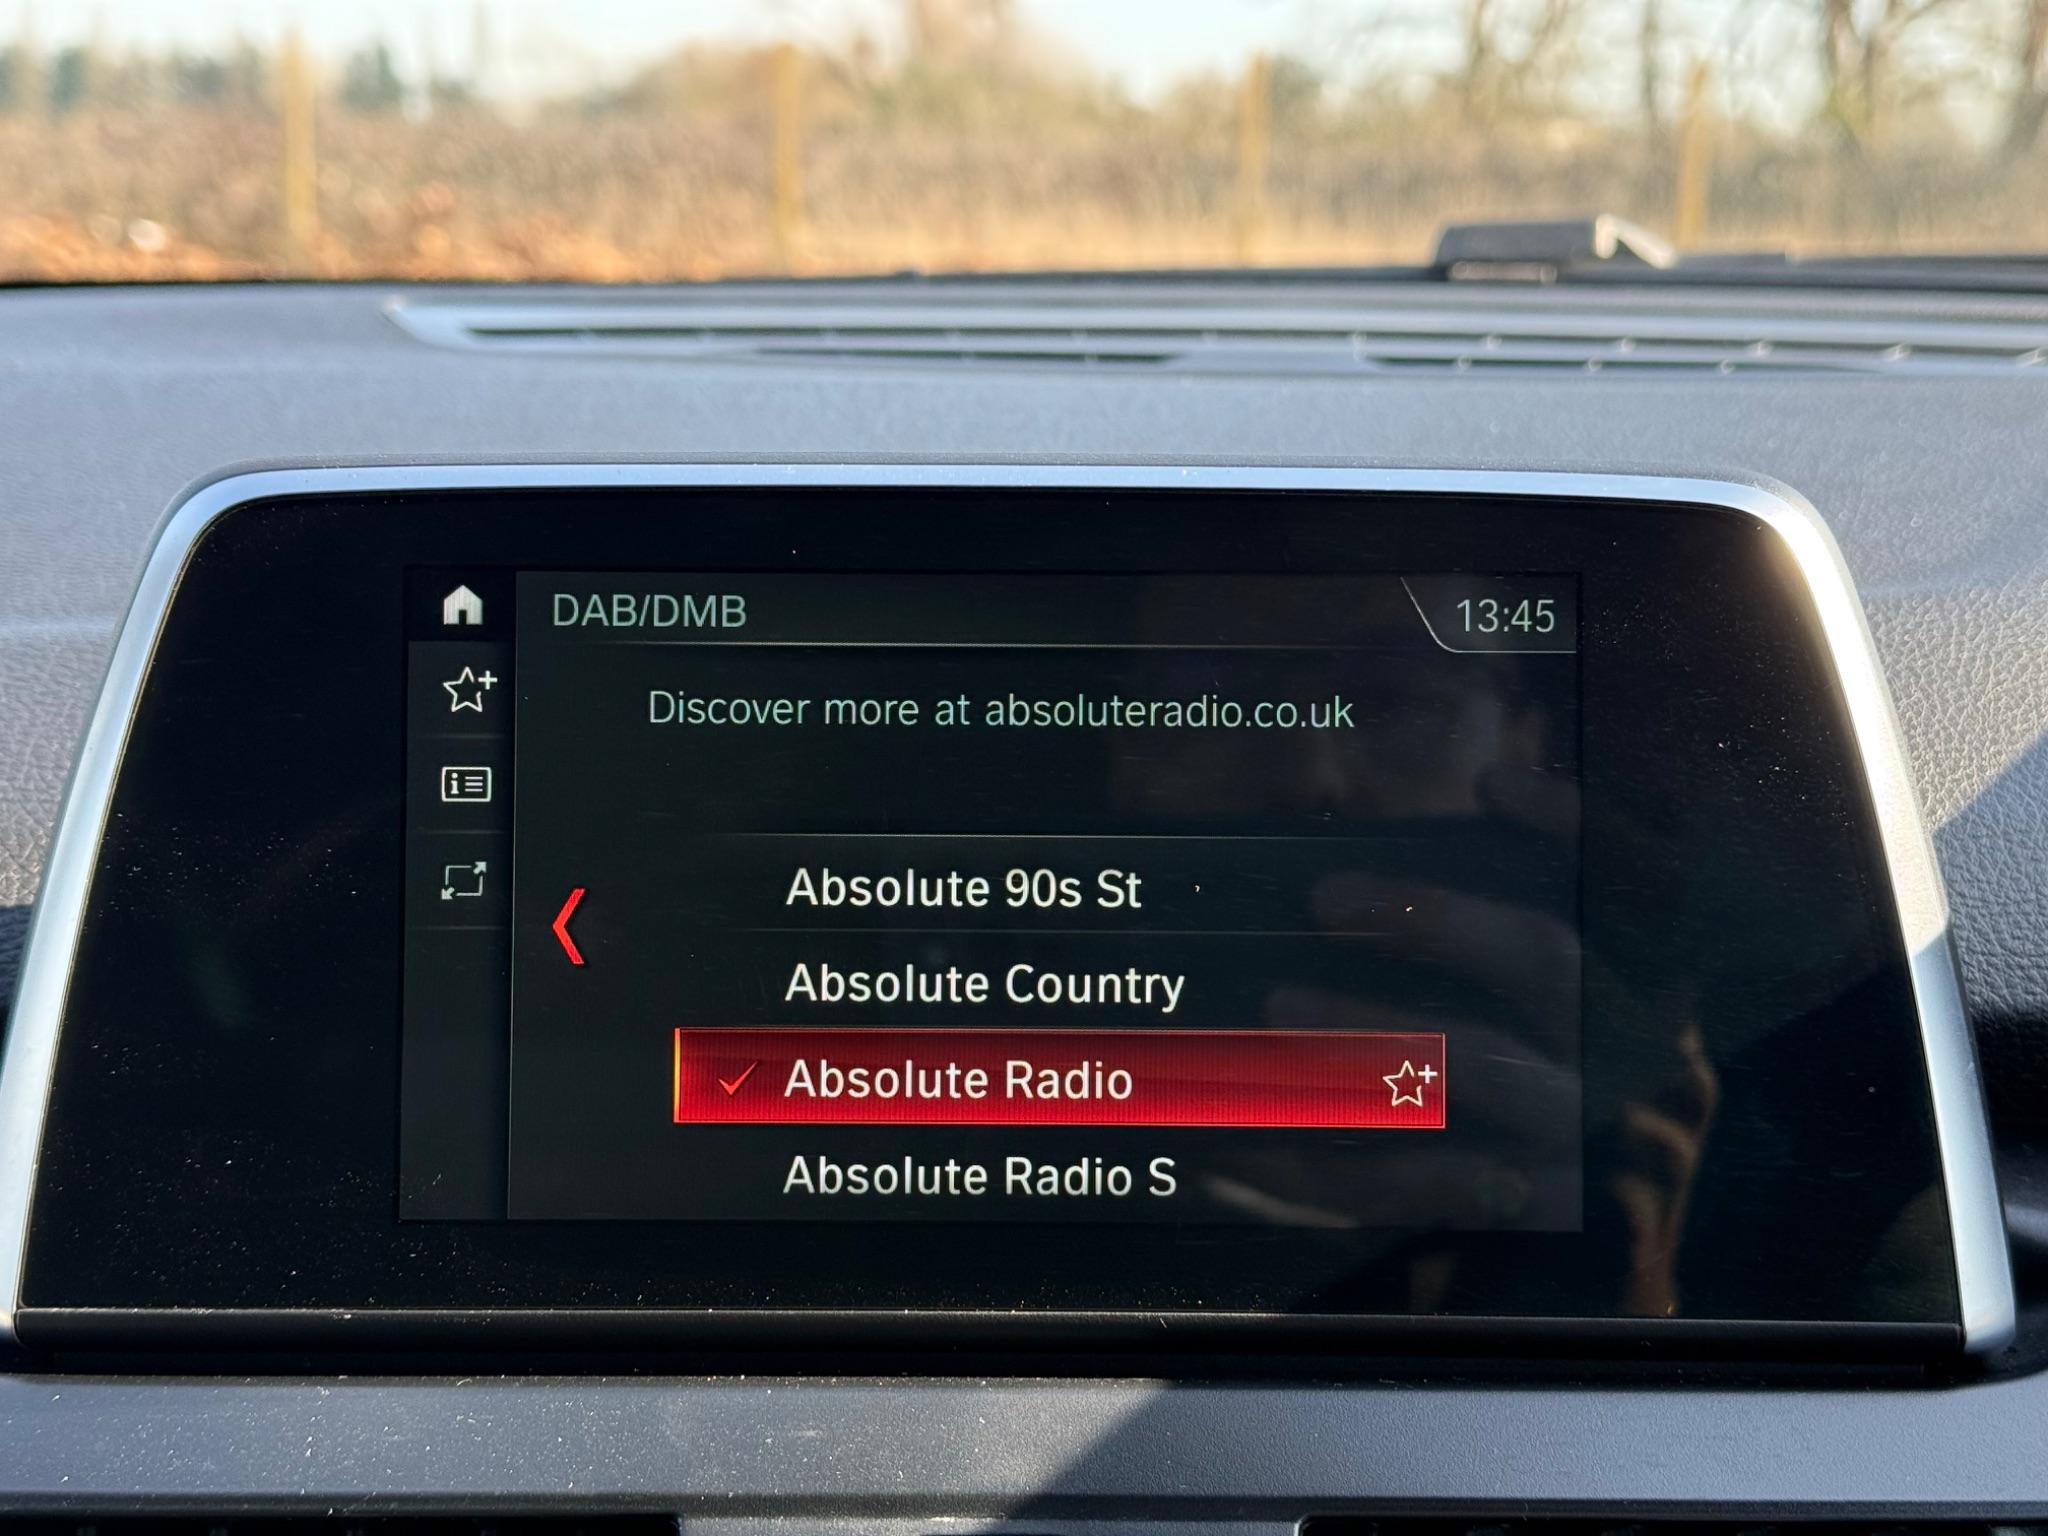 DAB/DMB
13:45
Discover more at absoluteradio.co.uk
Absolute 90s St
Absolute Country
Absolute Radio
Absolute Radio S